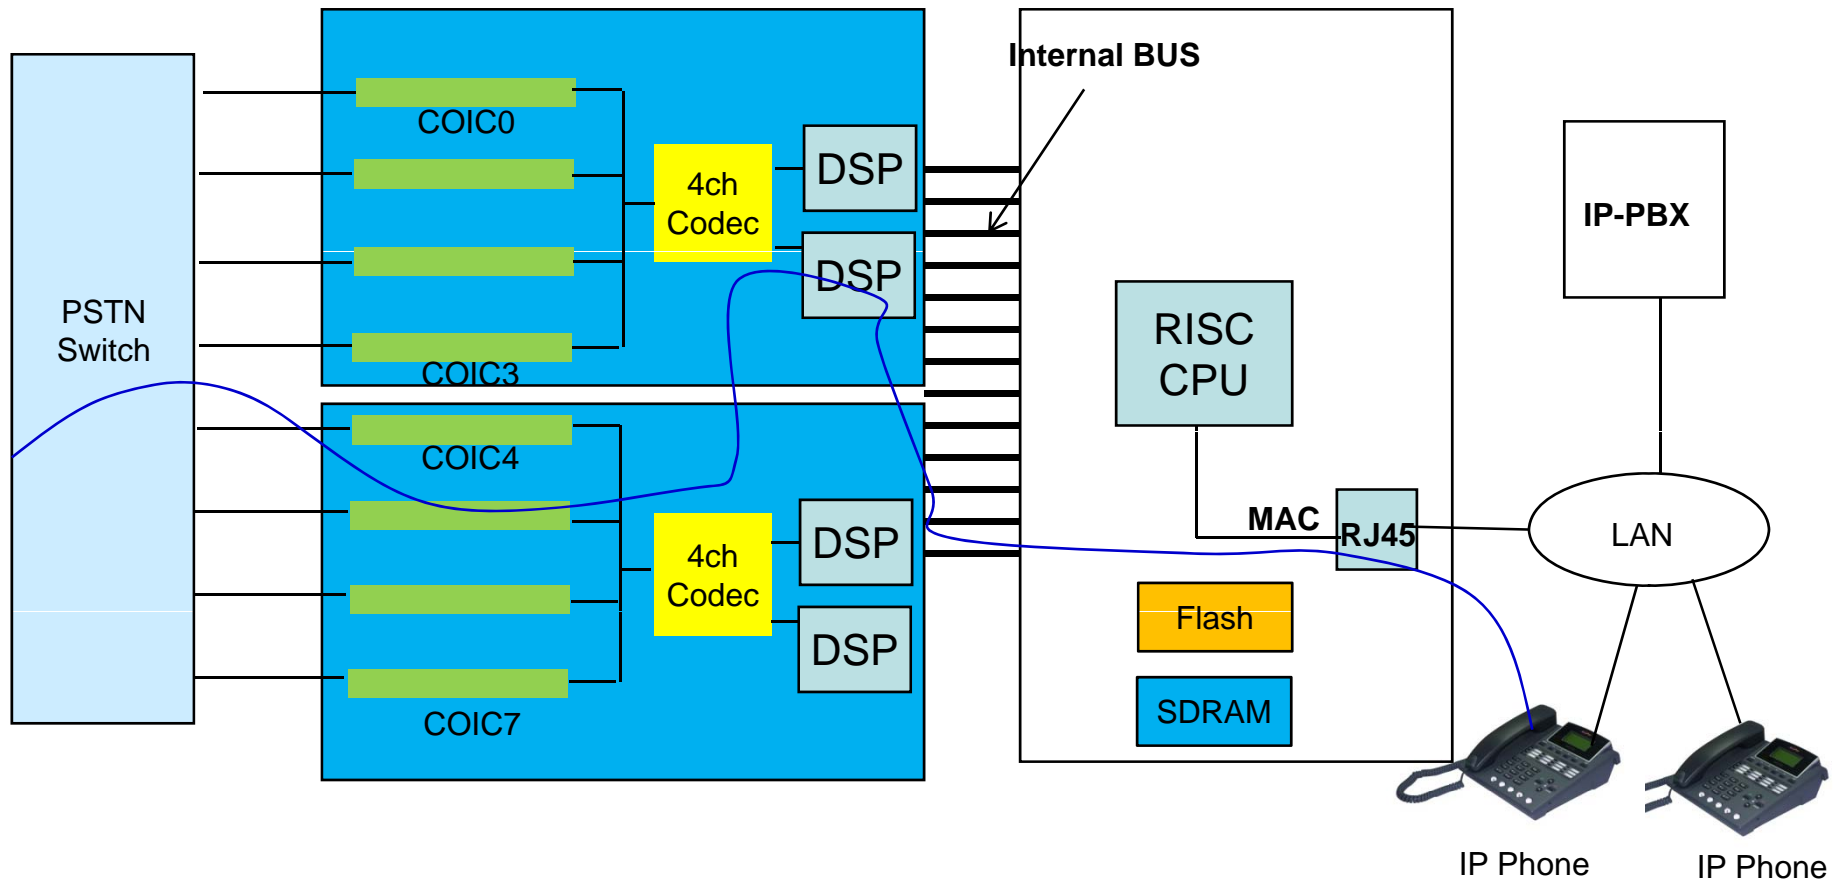 PSTN
Switch
COIC0
COIC3
4ch
Codec
DSP
DSP
COIC4
COIC7
4ch
Codec
DSP
DSP
Internal BUS
RISC
CPU
MAC
RJ45
Flash
SDRAM
IP-PBX
LAN
IP Phone
IP Phone